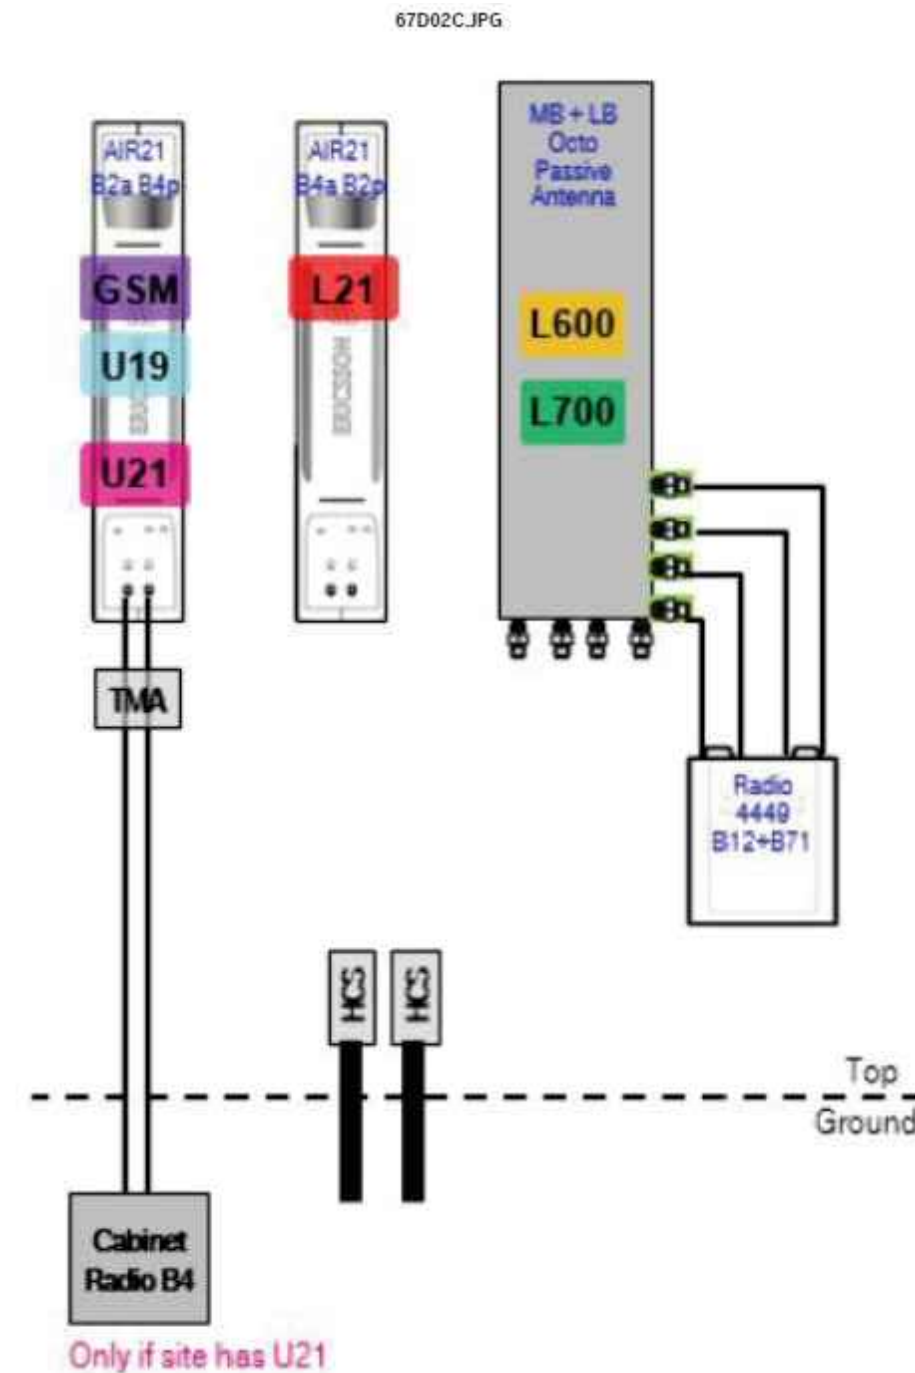 67D02C.JPG
AIR21
B2a B4p
GSM
U19
U21
TMA
AIR21
B4a B2p
L21
ERICSSON
MB + LB
Octo
Passive
Antenna
L600
L700
Radio
4449
B12+B71
HCS
HCS
Top
Ground
Cabinet
Radio B4
Only if site has U21